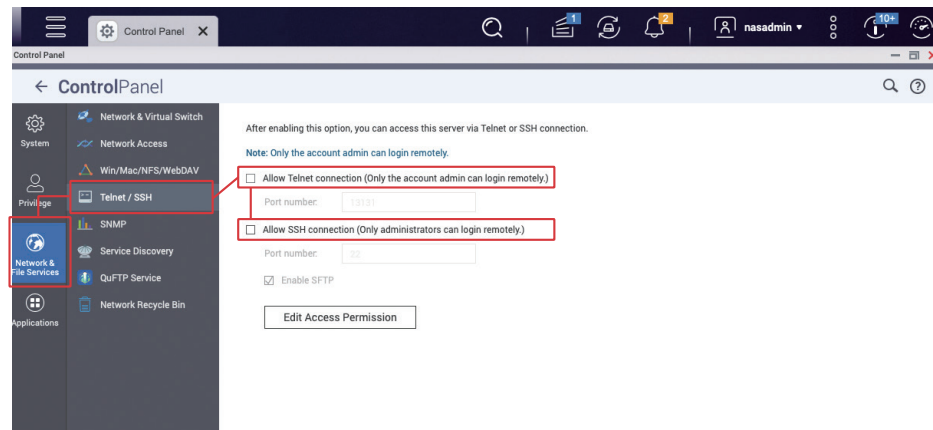 Control Panel
1
2
nasadmin
10+
Control Panel
ControlPanel
System
Privilege
Network &
File Services
Applications
Network & Virtual Switch
Network Access
Win/Mac/NFS/WebDAV
Telnet / SSH
SNMP
Service Discovery
QuFTP Service
Network Recycle Bin
After enabling this option, you can access this server via Telnet or SSH connection.
Note: Only the account admin can login remotely.
Allow Telnet connection (Only the account admin can login remotely.)
Port number: 13131
Allow SSH connection (Only administrators can login remotely.)
Port number: 22
Enable SFTP
Edit Access Permission